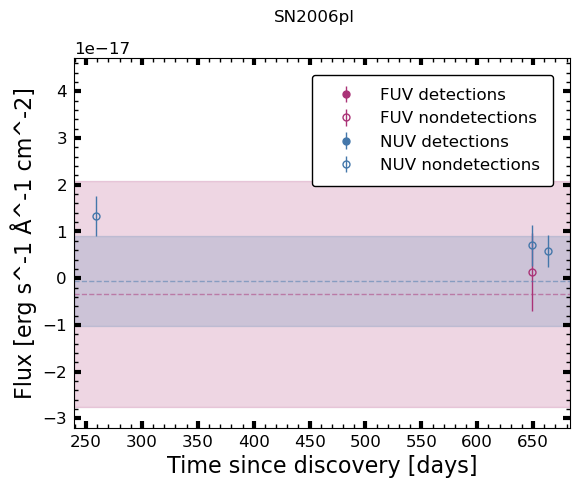 SN2006pl
1e−17
Flux [erg s^-1 Å^-1 cm^-2]
4
3
2
1
0
−1
−2
−3
FUV detections
FUV nondetections
NUV detections
NUV nondetections
250 300 350 400 450 500 550 600 650
Time since discovery [days]